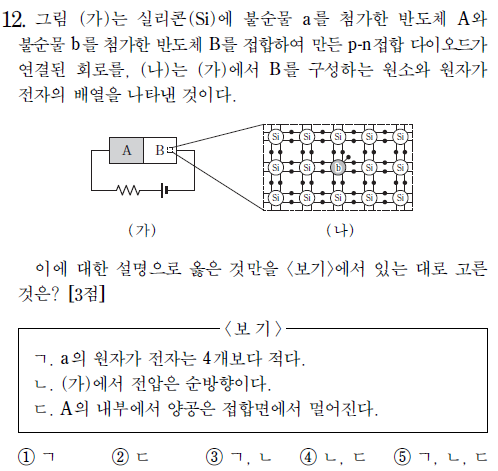 12. 그림 (가)는 실리콘(Si)에 불순물 a를 첨가한 반도체 A와
불순물 b를 첨가한 반도체 B를 접합하여 만든 p-n접합 다이오드가
연결된 회로를, (나)는 (가)에서 B를 구성하는 원소와 원자가
전자의 배열을 나타낸 것이다.
A B
Si Si Si Si Si
Si Si b Si Si
Si Si Si Si Si
(가) (나)
이에 대한 설명으로 옳은 것만을 〈보기〉에서 있는 대로 고른
것은? [3점]
〈보 기〉
ㄱ. a의 원자가 전자는 4개보다 적다.
ㄴ. (가)에서 전압은 순방향이다.
ㄷ. A의 내부에서 양공은 접합면에서 멀어진다.
① ㄱ ② ㄷ ③ ㄱ, ㄴ ④ ㄴ, ㄷ ⑤ ㄱ, ㄴ, ㄷ